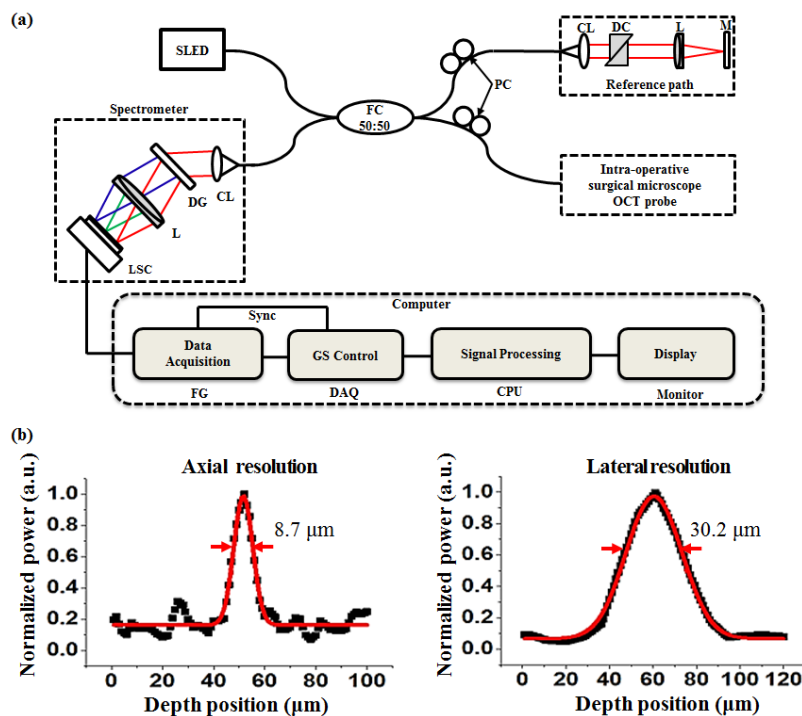 (a)
SLED
FC
50:50
PC
CL
DC
L
M
Reference path
Intra-operative
surgical microscope
OCT probe
Spectrometer
CL
DG
L
LSC
Computer
Sync
Data
Acquisition
GS Control
Signal Processing
Display
FG
DAQ
CPU
Monitor
(b)
Axial resolution
Normalized power (a.u.)
1.0
0.8
0.6
0.4
0.2
0.0
8.7 µm
0 20 40 60 80 100
Depth position (µm)
Lateral resolution
Normalized power (a.u.)
1.0
0.8
0.6
0.4
0.2
0.0
30.2 µm
0 20 40 60 80 100 120
Depth position (µm)